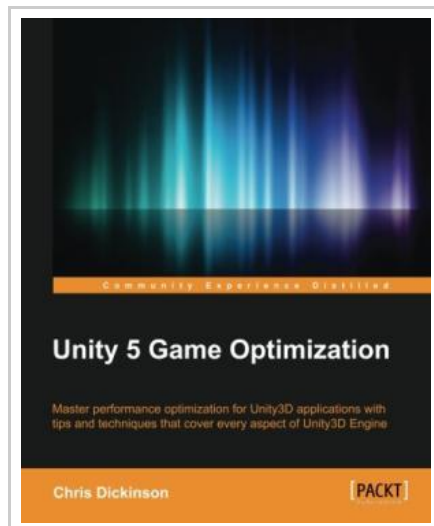 Community Experience Distilled
Unity 5 Game Optimization
Master performance optimization for Unity3D applications with
tips and techniques that cover every aspect of Unity3D Engine
Chris Dickinson
[PACKT]